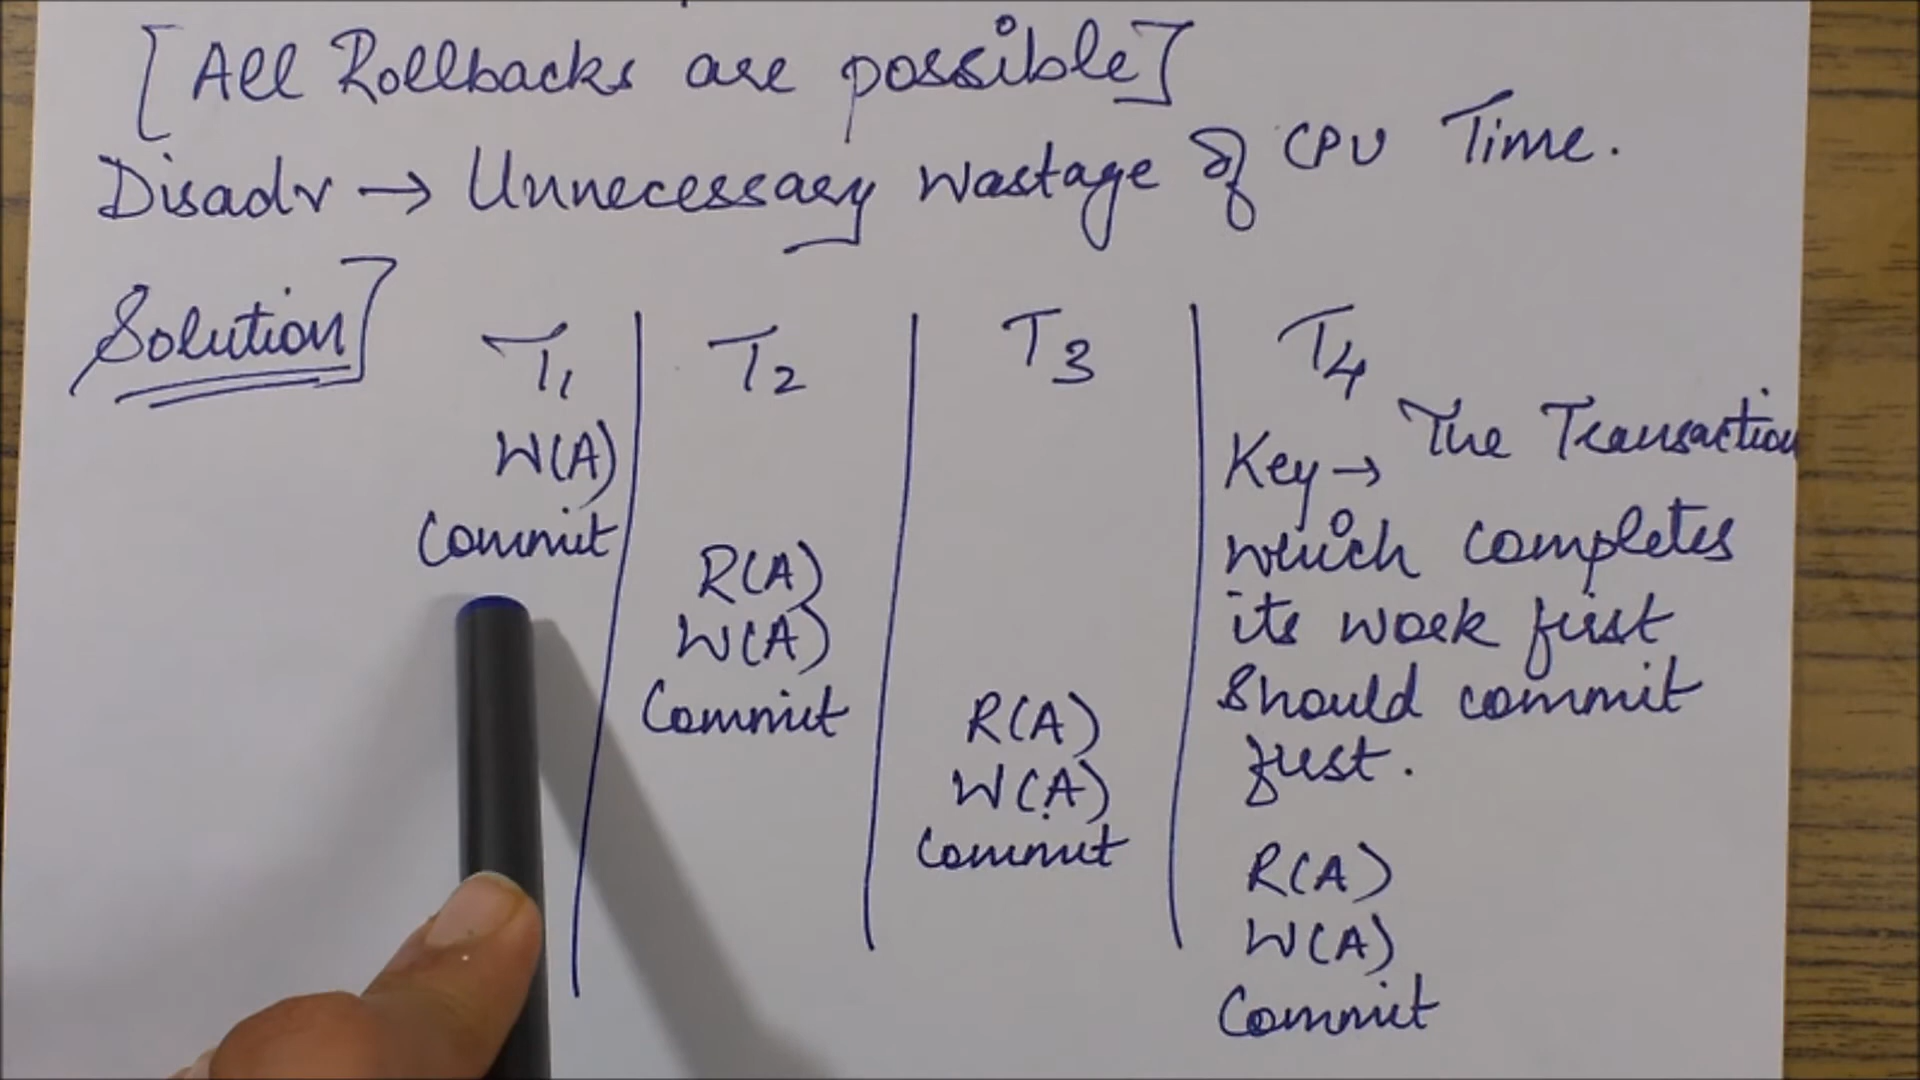 [All Rollbacks are possible]
Disadv → Unnecessary wastage of CPU Time.
Solution]
T1 T2 T3 T4
W(A)
Commit
R(A)
W(A)
Commit
R(A)
W(A)
Commit
Key → The Transaction
which completes
its work first
should commit
first.
R(A)
W(A)
Commit